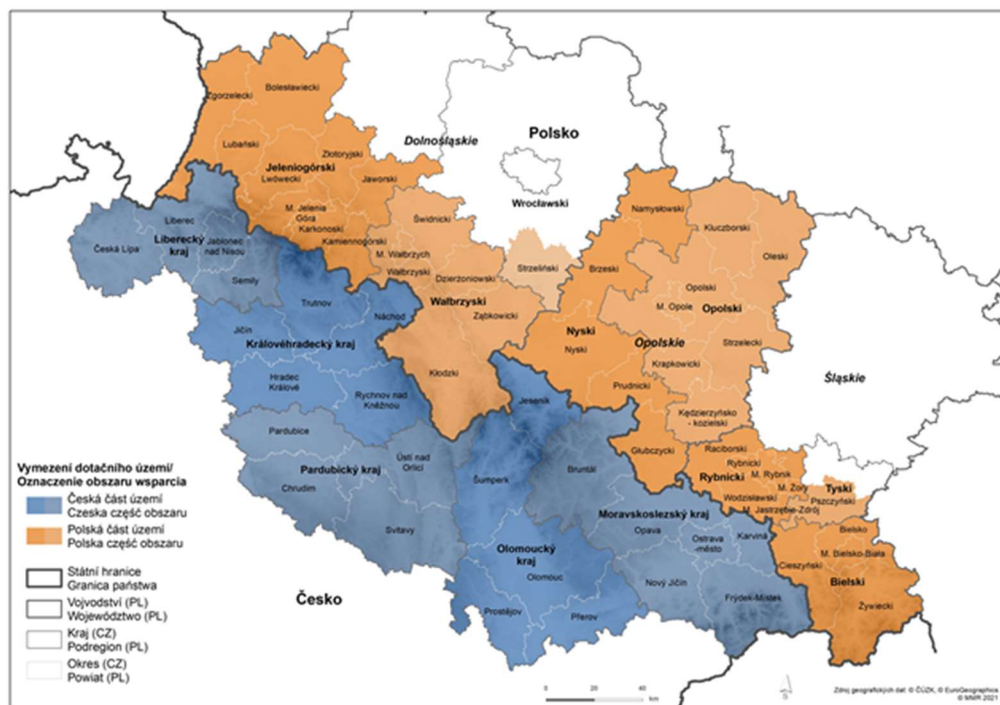 Zgorzelecki
Bolesławiecki
Lubański
Złotoryjski
Dolnośląskie
Polsko
Jeleniogórski
Lwówecki
Jaworski
Wrocławski
M. Jelenia
Góra
Karkonoski
Świdnicki
Namysłowski
Kluczborski
Liberec
Česká Lípa
Liberecký
kraj
Jablonec
nad Nisou
Kamiennogórski
M. Wałbrzych
Wałbrzyski
Dzierżoniowski
Strzeliński
Brzeski
Oleski
Semily
Trutnov
Náchod
Wałbrzyski
Ząbkowicki
Opolski
M. Opole
Opolski
Jičín
Královéhradecký kraj
Nyski
Nyski
Opolskie
Strzelecki
Krapkowicki
Hradec
Králové
Rychnov nad
Kněžnou
Kłodzki
Prudnicki
Śląskie
Jeseník
Kędzierzyńsko
- kozielski
Pardubice
Ústí nad
Orlicí
Głubczycki
Raciborski
Rybnicki
Rybnicki
M. Rybnik
M. Żory
Tyski
Pszczyński
Wodzisławski
M. Jastrzębie-Zdrój
Pardubický kraj
Chrudim
Šumperk
Bruntál
Svitavy
Moravskoslezský kraj
Opava
Ostrava
-město
Karviná
Bielsko
M. Bielsko-Biała
Cieszyński
Bielski
Żywiecki
Olomoucký
kraj
Olomouc
Nový Jičín
Frýdek-Místek
Prostějov
Přerov
Česko
Vymezení dotačního území/
Oznaczenie obszaru wsparcia
Česká část území
Czeska część obszaru
Polská část území
Polska część obszaru
Státní hranice
Granica państwa
Vojvodství (PL)
Województwo (PL)
Kraj (CZ)
Podregion (PL)
Okres (CZ)
Powiat (PL)
0 20 40
km
Zdroj geografických dat: © ČÚZK, © EuroGeographics
© MMR 2021